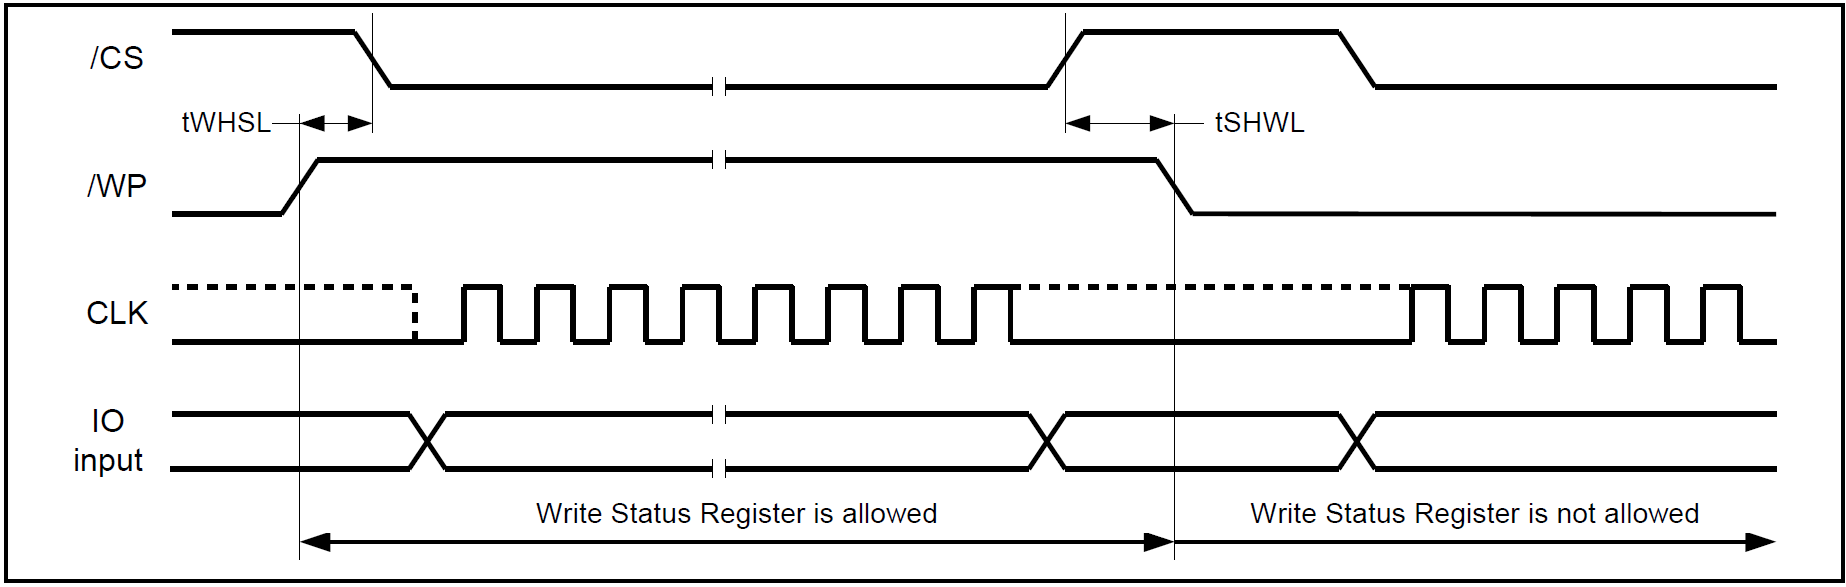 /CS
tWHSL
tSHWL
/WP
CLK
IO
input
Write Status Register is allowed
Write Status Register is not allowed